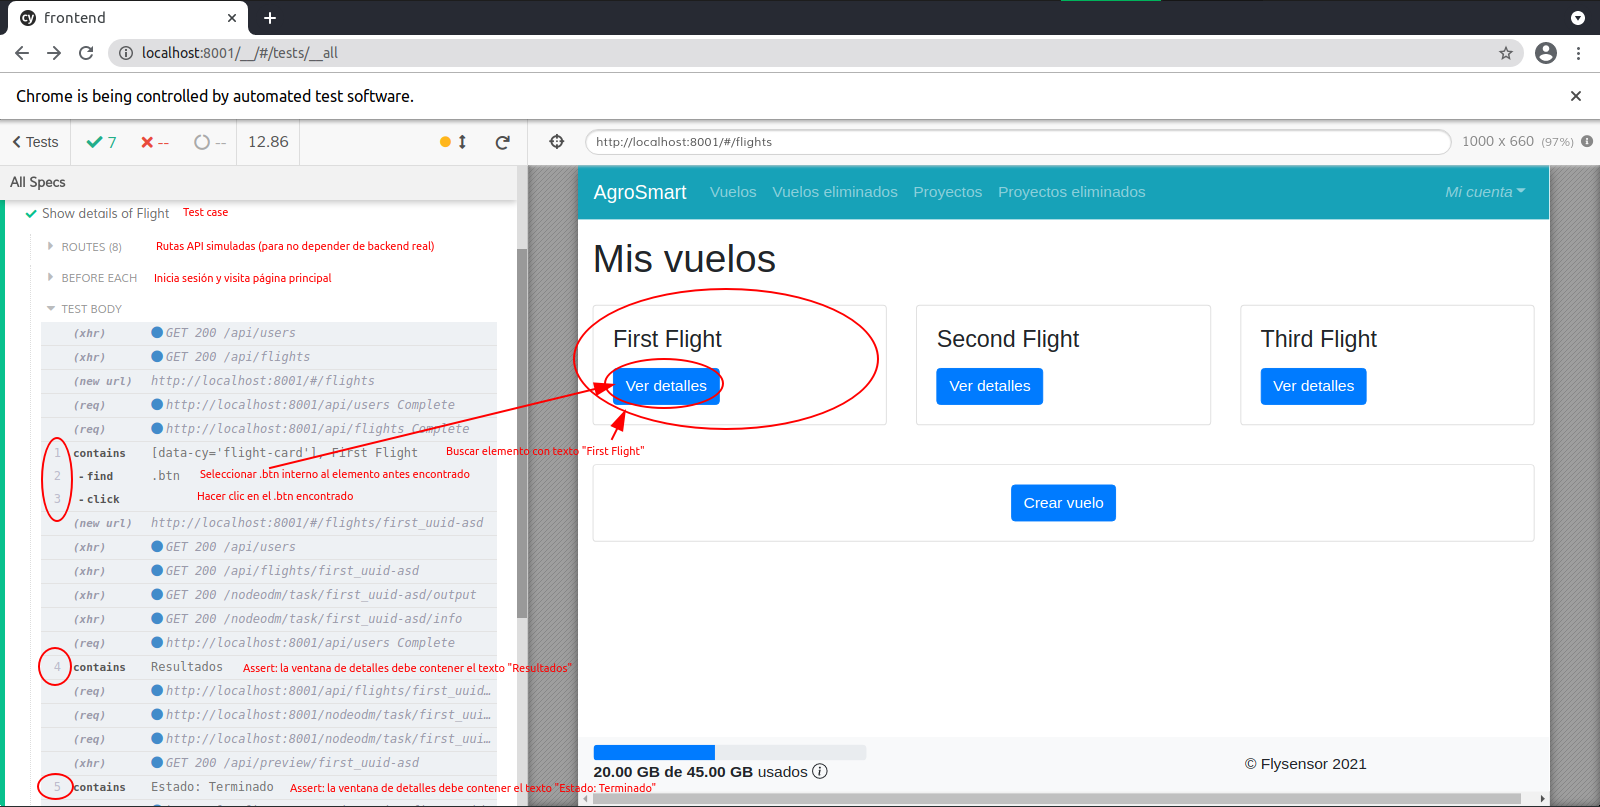 frontend
localhost:8001/__/#/tests/__all
Chrome is being controlled by automated test software.
Tests
7
--
--
12.86
http://localhost:8001/#/flights
1000 x 660 (97%)
All Specs
Show details of Flight Test case
ROUTES (8) Rutas API simuladas (para no depender de backend real)
BEFORE EACH Inicia sesión y visita página principal
TEST BODY
(xhr) GET 200 /api/users
(xhr) GET 200 /api/flights
(new url) http://localhost:8001/#/flights
(req) http://localhost:8001/api/users Complete
(req) http://localhost:8001/api/flights Complete
1 contains [data-cy='flight-card'], First Flight Buscar elemento con texto "First Flight"
2 -find .btn Seleccionar .btn interno al elemento antes encontrado
3 -click Hacer clic en el .btn encontrado
(new url) http://localhost:8001/#/flights/first_uuid-asd
(xhr) GET 200 /api/users
(xhr) GET 200 /api/flights/first_uuid-asd
(xhr) GET 200 /nodeodm/task/first_uuid-asd/output
(xhr) GET 200 /nodeodm/task/first_uuid-asd/info
(req) http://localhost:8001/api/users Complete
4 contains Resultados Assert: la ventana de detalles debe contener el texto "Resultados"
(req) http://localhost:8001/api/flights/first_uuid…
(req) http://localhost:8001/nodeodm/task/first_uui…
(req) http://localhost:8001/nodeodm/task/first_uui…
(xhr) GET 200 /api/preview/first_uuid-asd
5 contains Estado: Terminado Assert: la ventana de detalles debe contener el texto "Estado: Terminado"
AgroSmart Vuelos Vuelos eliminados Proyectos Proyectos eliminados Mi cuenta
Mis vuelos
First Flight
Ver detalles
Second Flight
Ver detalles
Third Flight
Ver detalles
Crear vuelo
20.00 GB de 45.00 GB usados
© Flysensor 2021